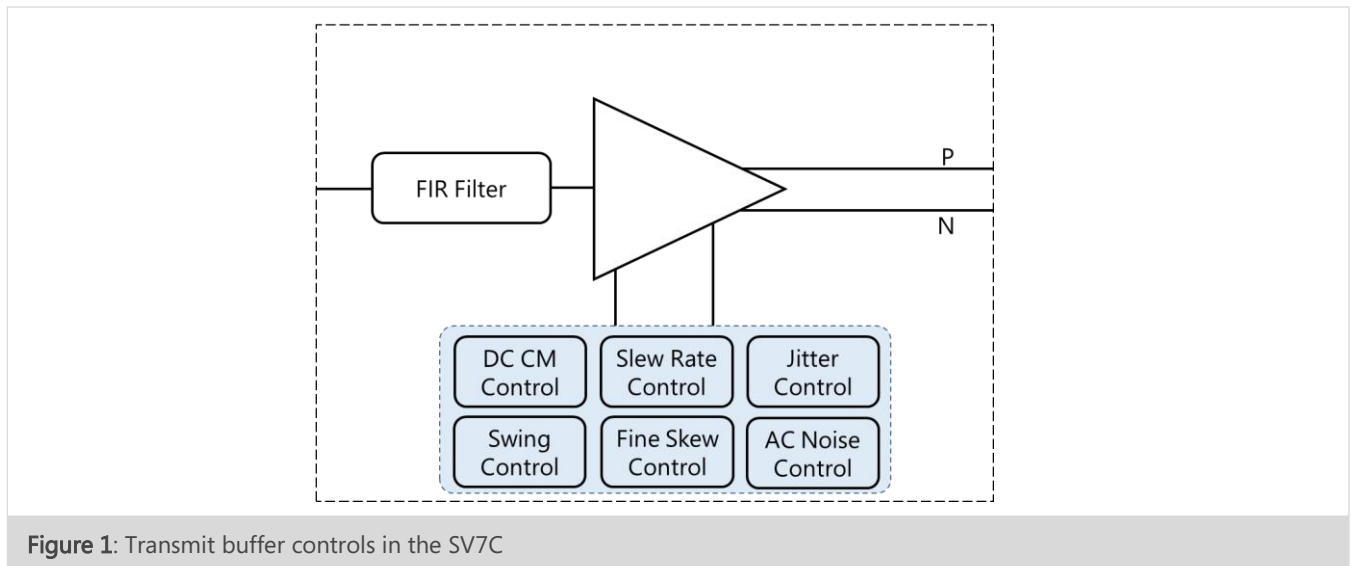 P
FIR Filter
N
DC CM
Control
Slew Rate
Control
Jitter
Control
Swing
Control
Fine Skew
Control
AC Noise
Control
Figure 1: Transmit buffer controls in the SV7C